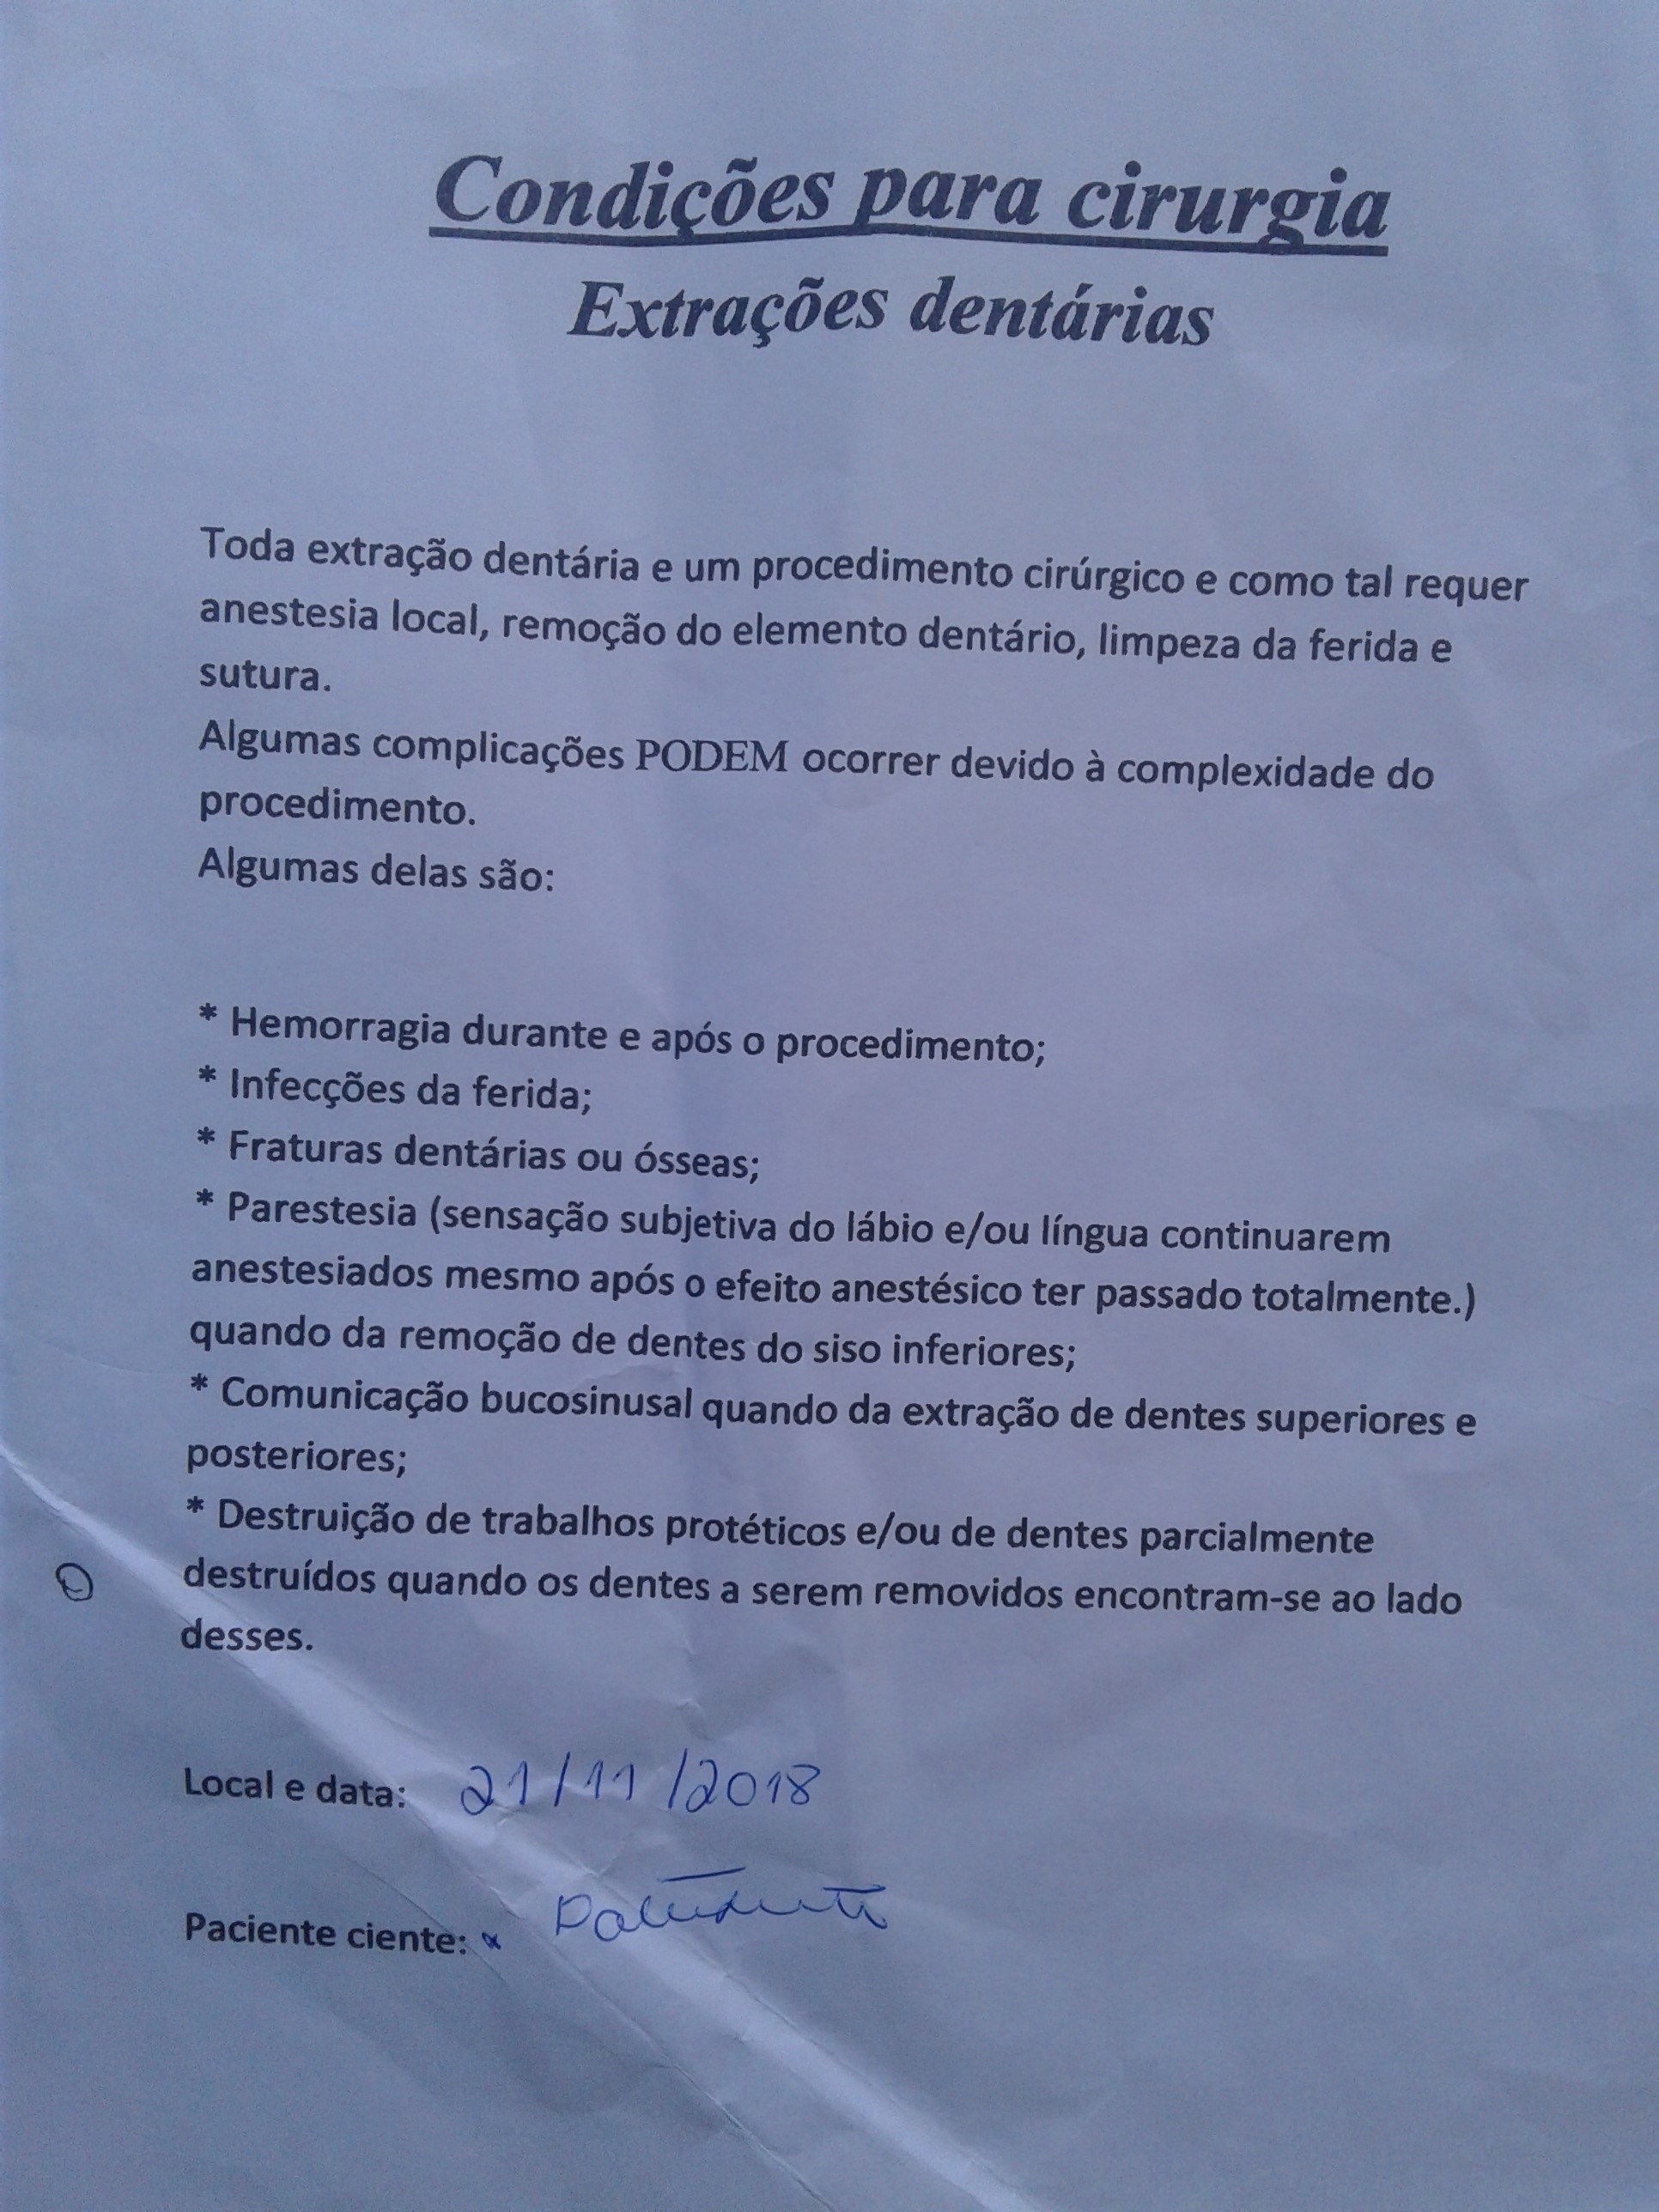 Condições para cirurgia
Extrações dentárias
Toda extração dentária e um procedimento cirúrgico e como tal requer
anestesia local, remoção do elemento dentário, limpeza da ferida e
sutura.
Algumas complicações PODEM ocorrer devido à complexidade do
procedimento.
Algumas delas são:
* Hemorragia durante e após o procedimento;
* Infecções da ferida;
* Fraturas dentárias ou ósseas;
* Parestesia (sensação subjetiva do lábio e/ou língua continuarem
anestesiados mesmo após o efeito anestésico ter passado totalmente.)
quando da remoção de dentes do siso inferiores;
* Comunicação bucosinusal quando da extração de dentes superiores e
posteriores;
* Destruição de trabalhos protéticos e/ou de dentes parcialmente
destruídos quando os dentes a serem removidos encontram-se ao lado
desses.
Local e data: 21/11/2018
Paciente ciente: x